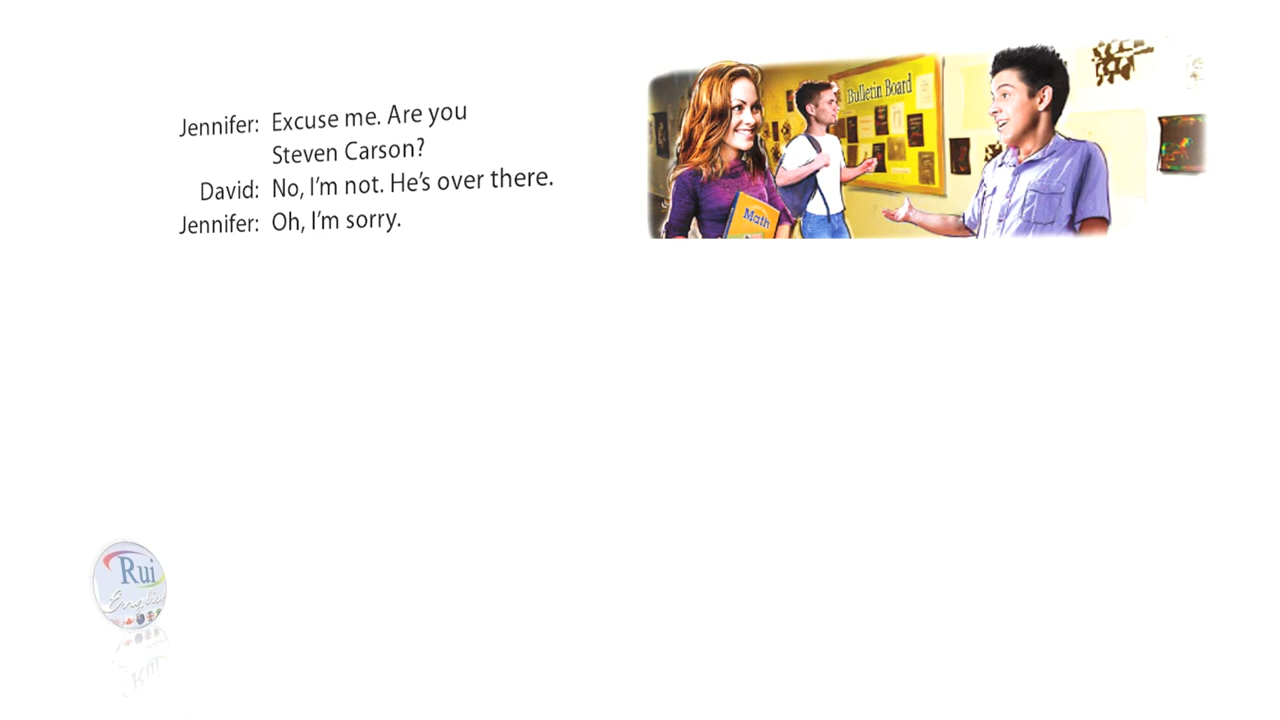 Jennifer: Excuse me. Are you
Steven Carson?
David: No, I'm not. He's over there.
Jennifer: Oh, I'm sorry.
Bulletin Board
Math
Rui
English